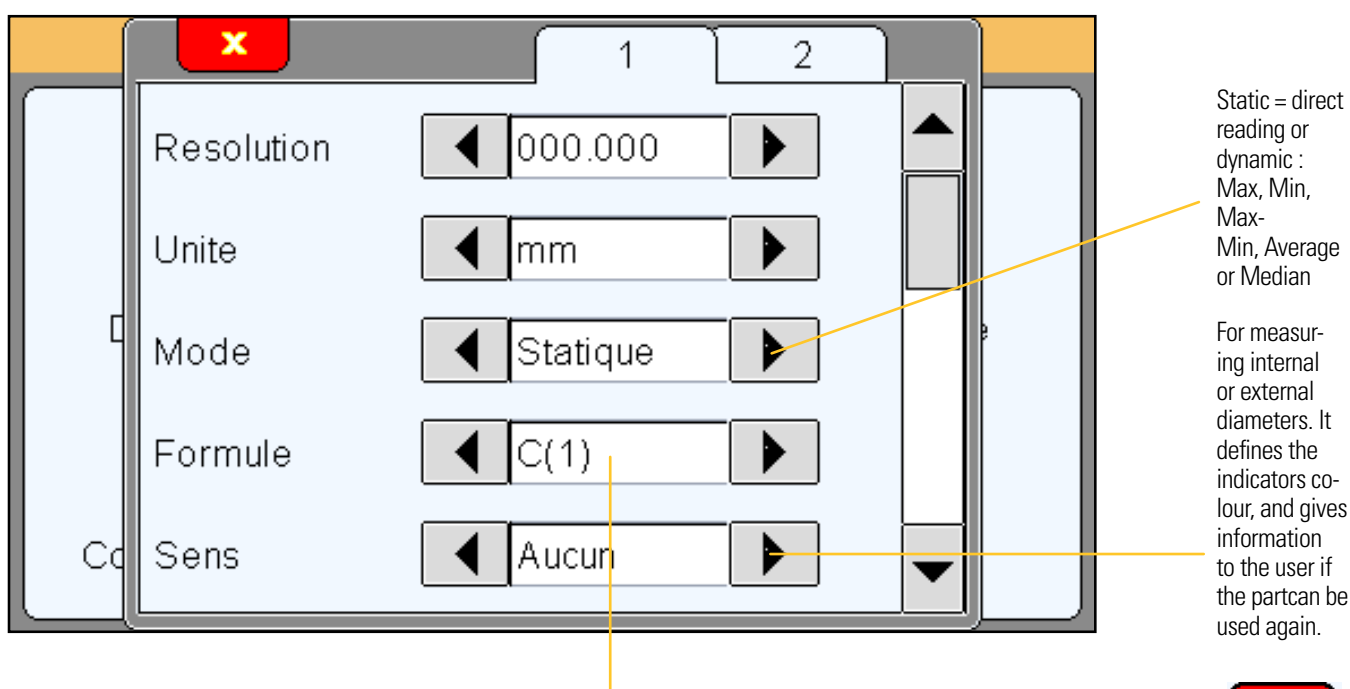 x
1
2
Resolution
000.000
Unite
mm
Mode
Statique
Formule
C(1)
Sens
Aucun
Co
Static = direct
reading or
dynamic :
Max, Min,
Max-
Min, Average
or Median
For measur-
ing internal
or external
diameters. It
defines the
indicators co-
lour, and gives
information
to the user if
the partcan be
used again.